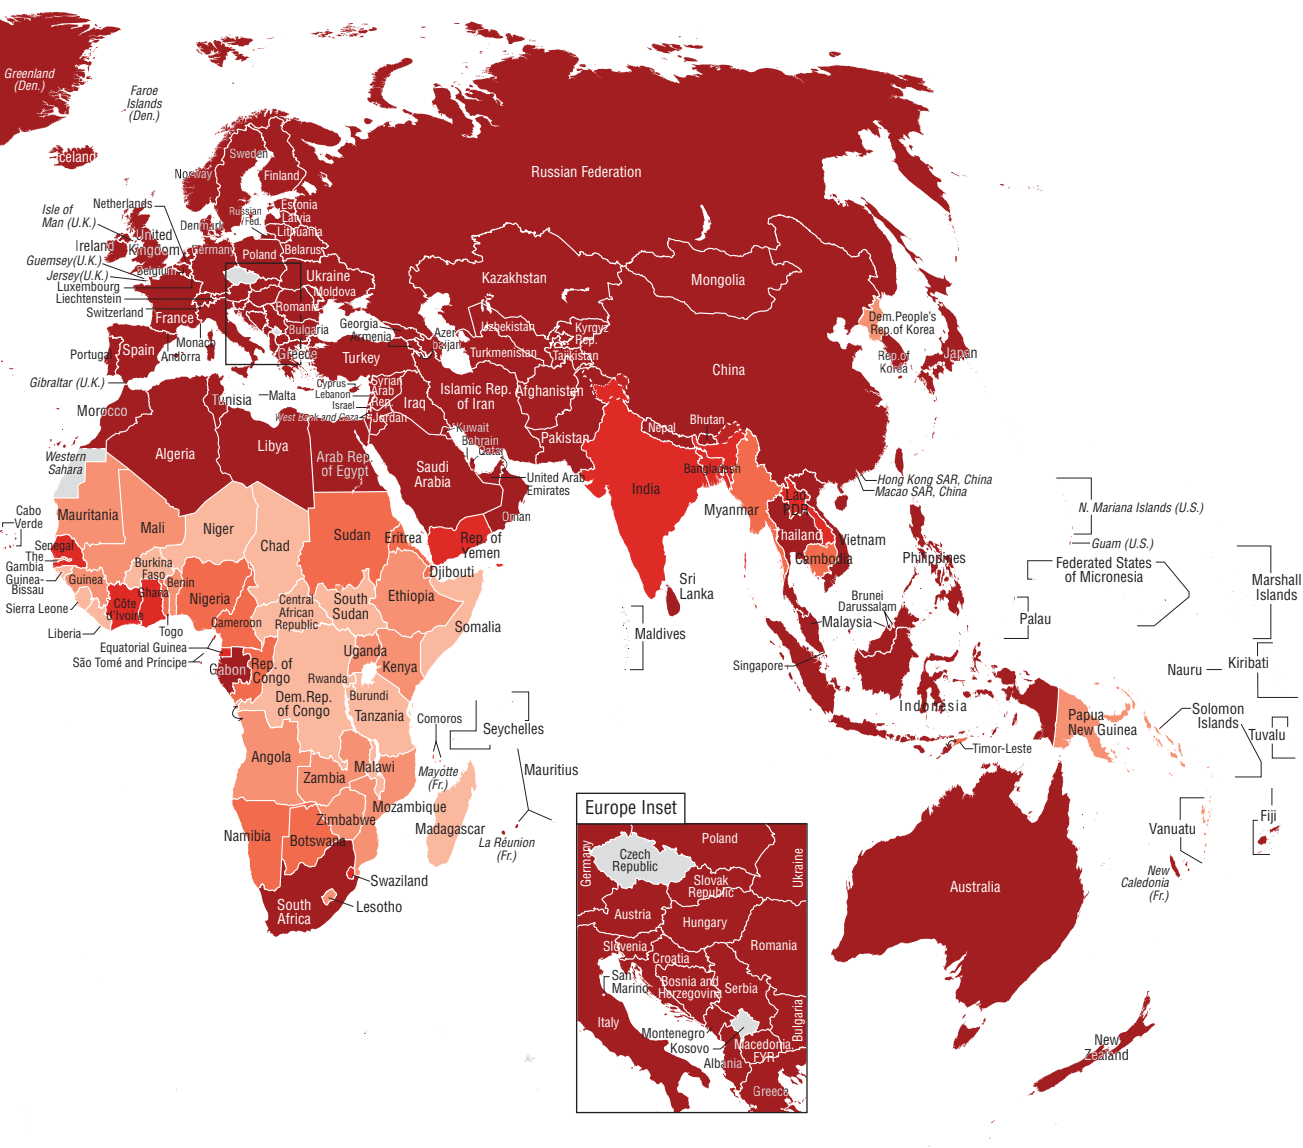 Greenland
(Den.)
Faroe
Islands
(Den.)
Iceland
Sweden
Norway
Finland
Russian Federation
Netherlands
Isle of
Man (U.K.)
Russian
Fed.
Estonia
Latvia
Lithuania
Denmark
United
Kingdom
Ireland
Germany
Poland
Belarus
Guernsey(U.K.)
Belgium
Jersey(U.K.)
Luxembourg
Liechtenstein
Switzerland
Ukraine
Moldova
Romania
France
Bulgaria
Monaco
Andorra
Portugal
Spain
Greece
Georgia
Armenia
Azer
baijan
Turkey
Kazakhstan
Mongolia
Uzbekistan
Kyrgyz
Rep.
Turkmenistan
Tajikistan
Dem.People's
Rep.of Korea
Rep.of
Korea
Japan
China
Gibraltar (U.K.)
Morocco
Tunisia
Malta
Cyprus
Lebanon
Israel
West Bank and Gaza
Syrian
Arab
Rep.
Jordan
Iraq
Islamic Rep.
of Iran
Afghanistan
Kuwait
Bahrain
Qatar
Pakistan
Nepal
Bhutan
Western
Sahara
Algeria
Libya
Arab Rep.
of Egypt
Saudi
Arabia
United Arab
Emirates
Oman
India
Bangladesh
Myanmar
Hong Kong SAR, China
Macao SAR, China
Lao
PDR
Thailand
Vietnam
Cambodia
Philippines
N. Mariana Islands (U.S.)
Guam (U.S.)
Federated States
of Micronesia
Marshall
Islands
Palau
Cabo
Verde
Mauritania
Mali
Niger
Chad
Sudan
Eritrea
Rep. of
Yemen
Djibouti
Senegal
The
Gambia
Guinea-
Bissau
Guinea
Sierra Leone
Liberia
Burkina
Faso
Benin
Ghana
Côte
d'Ivoire
Togo
Nigeria
Cameroon
Central
African
Republic
South
Sudan
Ethiopia
Somalia
Equatorial Guinea
São Tomé and Príncipe
Gabon
Rep. of
Congo
Uganda
Kenya
Rwanda
Burundi
Dem.Rep.
of Congo
Tanzania
Sri
Lanka
Maldives
Brunei
Darussalam
Malaysia
Singapore
Indonesia
Nauru
Kiribati
Solomon
Islands
Tuvalu
Papua
New Guinea
Timor-Leste
Comoros
Seychelles
Mayotte
(Fr.)
Mauritius
Angola
Zambia
Malawi
Mozambique
Zimbabwe
Namibia
Botswana
Madagascar
La Réunion
(Fr.)
Swaziland
Lesotho
South
Africa
Vanuatu
Fiji
New
Caledonia
(Fr.)
Australia
New
Zealand
Europe Inset
Germany
Czech
Republic
Poland
Ukraine
Slovak
Republic
Austria
Hungary
Romania
Slovenia
Croatia
San
Marino
Bosnia and
Herzegovina
Serbia
Italy
Montenegro
Kosovo
Bulgaria
Macedonia,
FYR
Albania
Greece